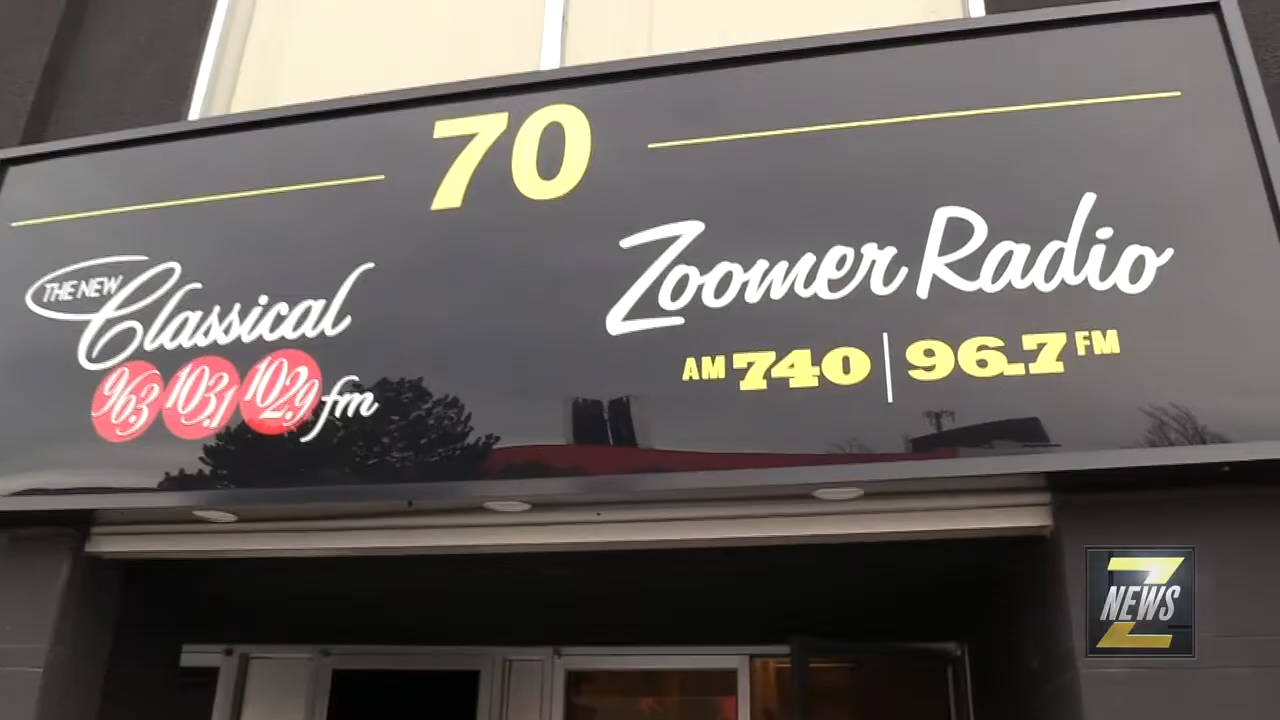 70
THE NEW
Classical
96.3 103.1 102.9 fm
Zoomer Radio
AM 740 | 96.7 FM
Z
NEWS